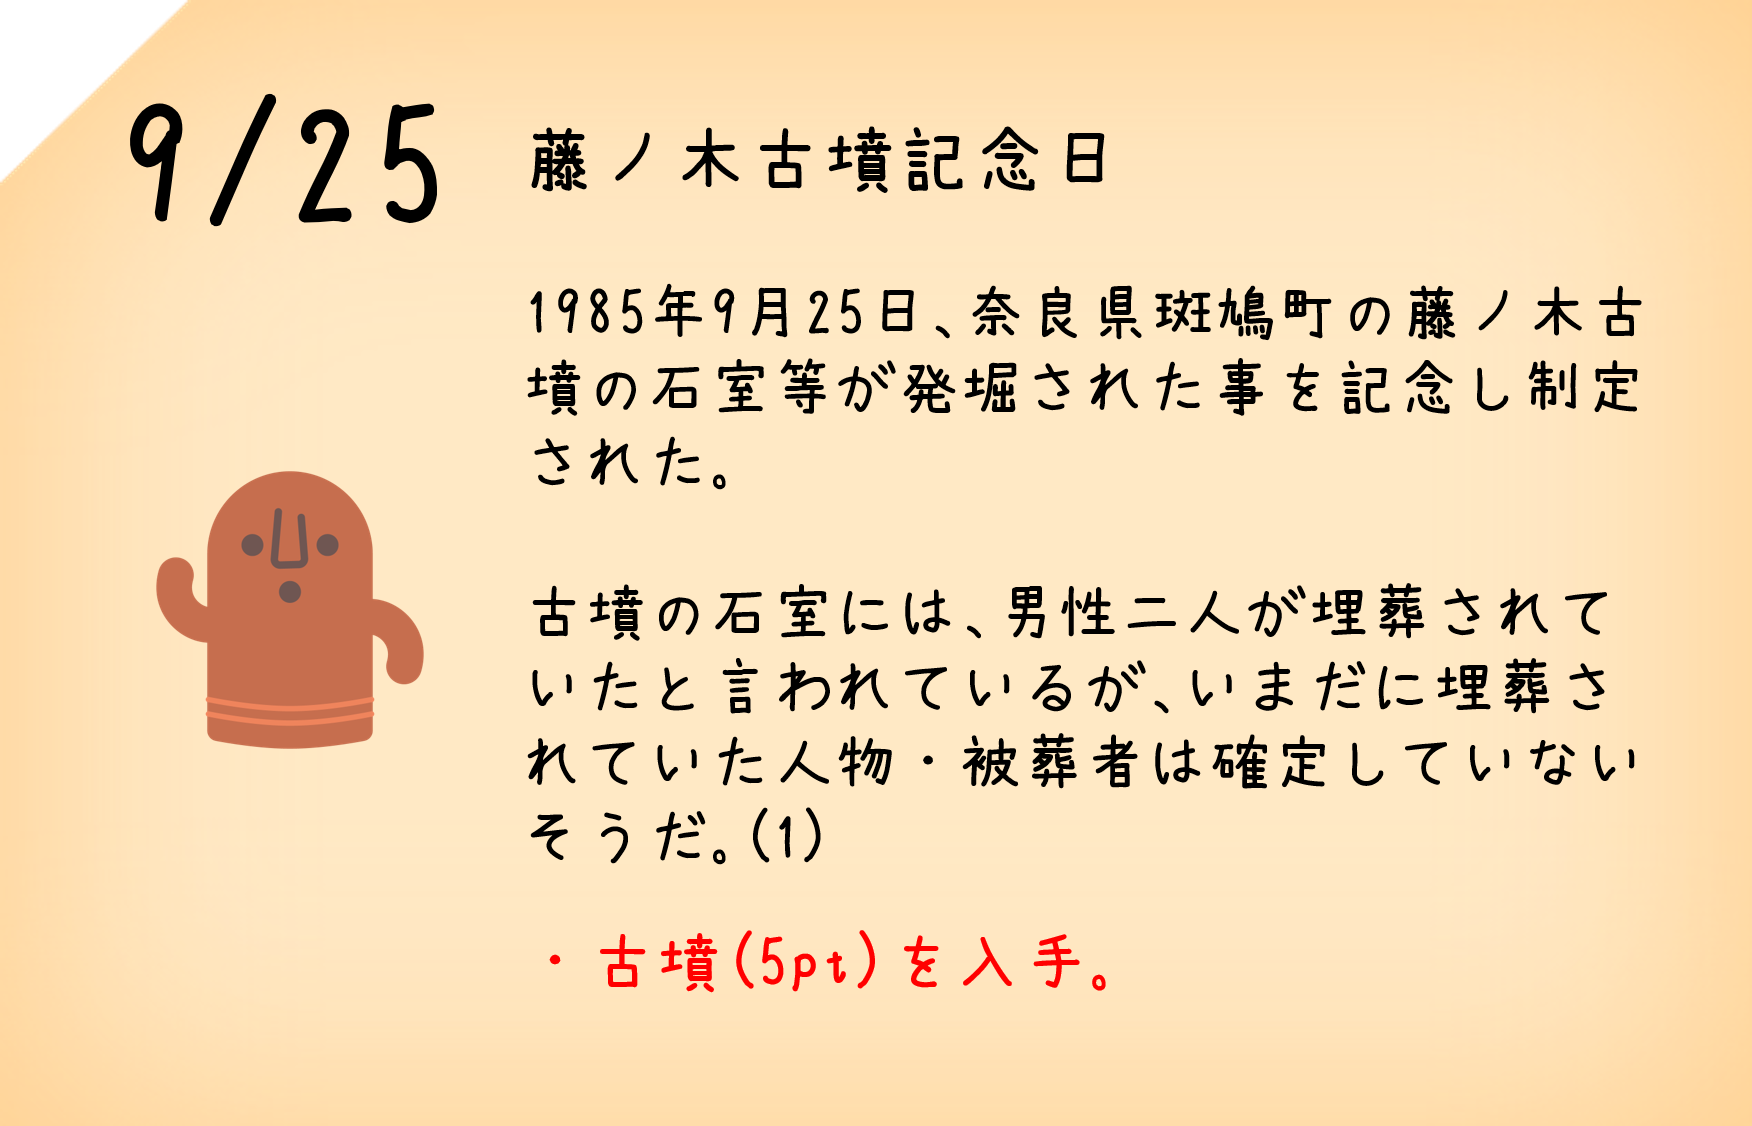 9/25
藤ノ木古墳記念日
1985年9月25日、奈良県斑鳩町の藤ノ木古
墳の石室等が発掘された事を記念し制定
された。
古墳の石室には、男性二人が埋葬されて
いたと言われているが、いまだに埋葬さ
れていた人物・被葬者は確定していない
そうだ。(1)
・古墳(5pt)を入手。